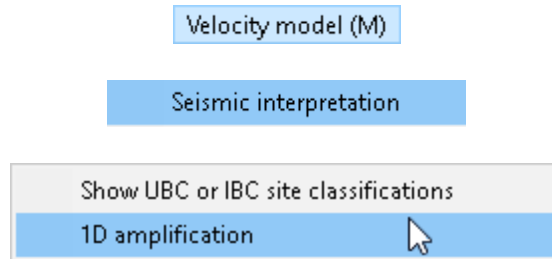 Velocity model (M)
Seismic interpretation
Show UBC or IBC site classifications
1D amplification